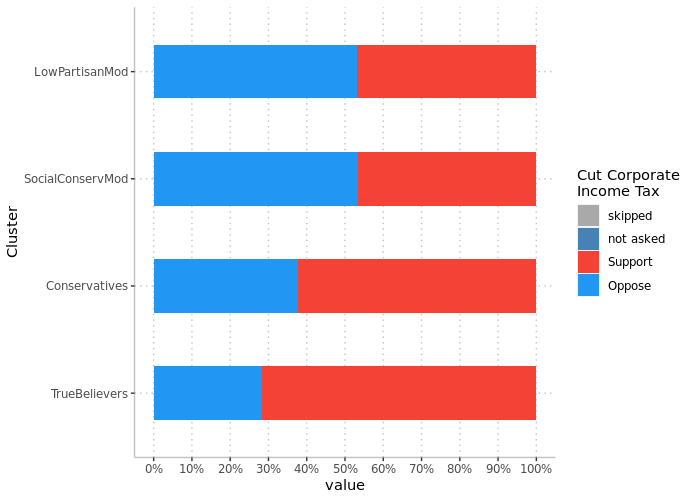 LowPartisanMod
SocialConservMod
Conservatives
TrueBelievers
Cluster
0% 10% 20% 30% 40% 50% 60% 70% 80% 90% 100%
value
Cut Corporate
Income Tax
skipped
not asked
Support
Oppose